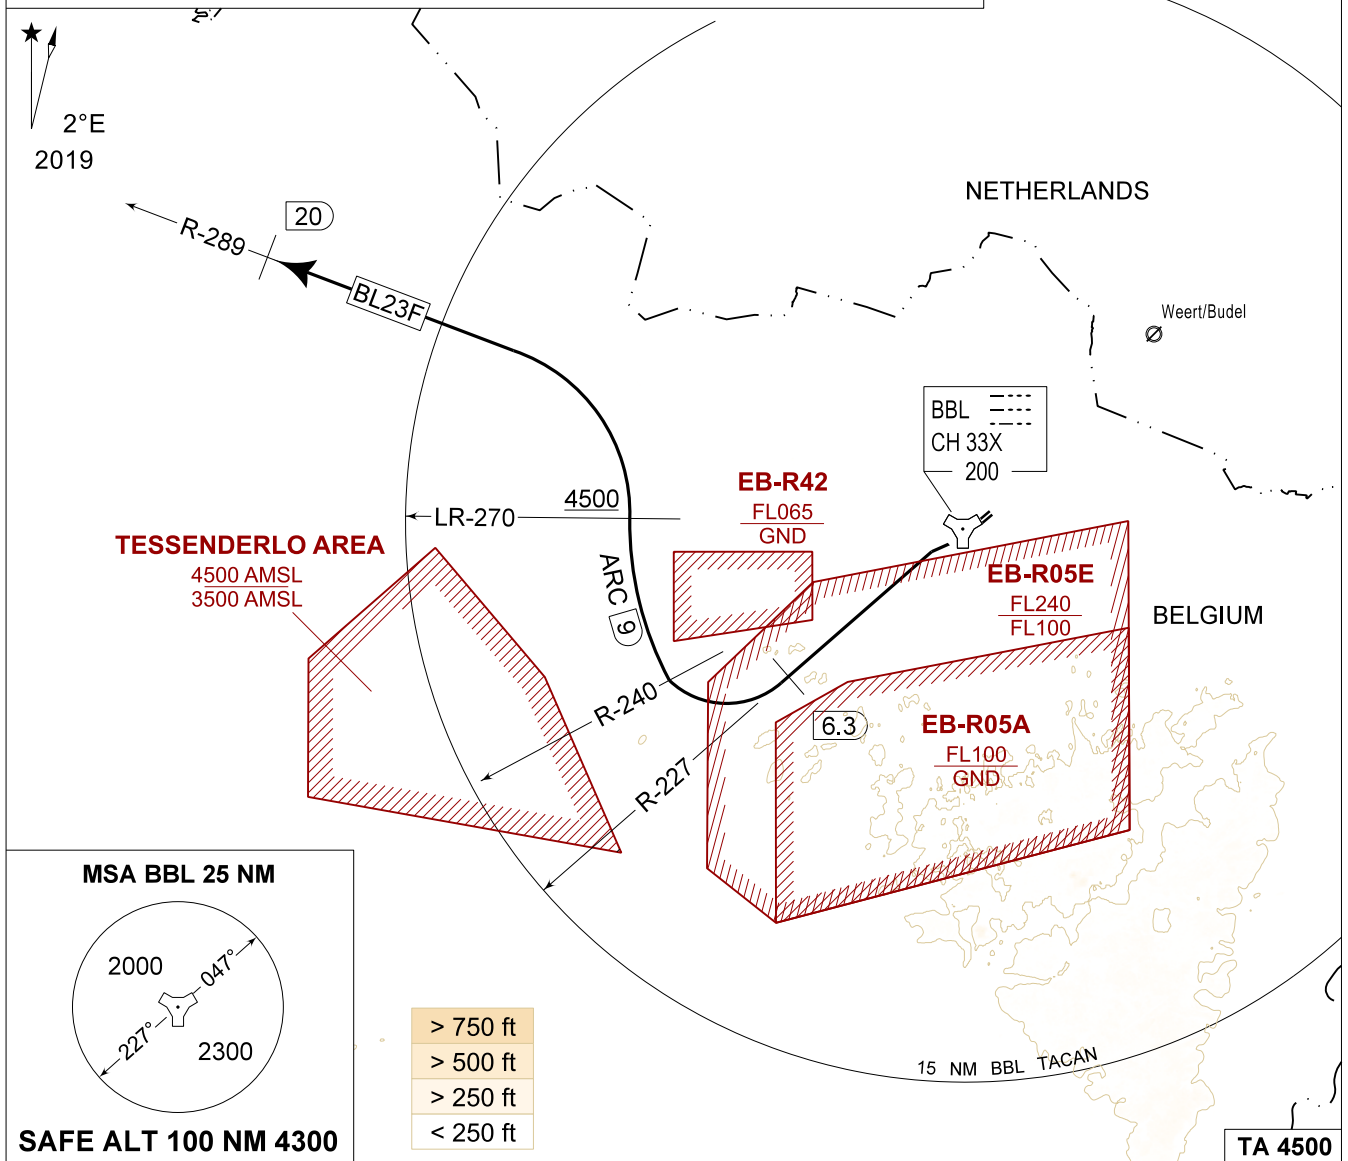 2°E
2019
NETHERLANDS
20
R-289
BL23F
Weert/Budel
BBL
CH 33X
200
EB-R42
FL065
GND
4500
LR-270
TESSENDERLO AREA
4500 AMSL
3500 AMSL
ARC 9
EB-R05E
FL240
FL100
BELGIUM
R-240
6.3
EB-R05A
FL100
GND
R-227
MSA BBL 25 NM
2000
047°
227°
2300
SAFE ALT 100 NM 4300
> 750 ft
> 500 ft
> 250 ft
< 250 ft
15 NM BBL TACAN
TA 4500